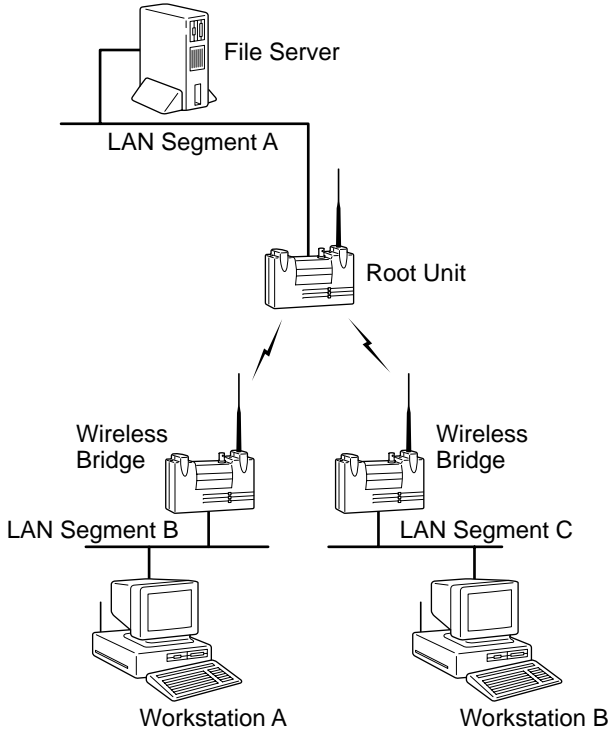 File Server
LAN Segment A
Root Unit
Wireless
Bridge
Wireless
Bridge
LAN Segment B
LAN Segment C
Workstation A
Workstation B